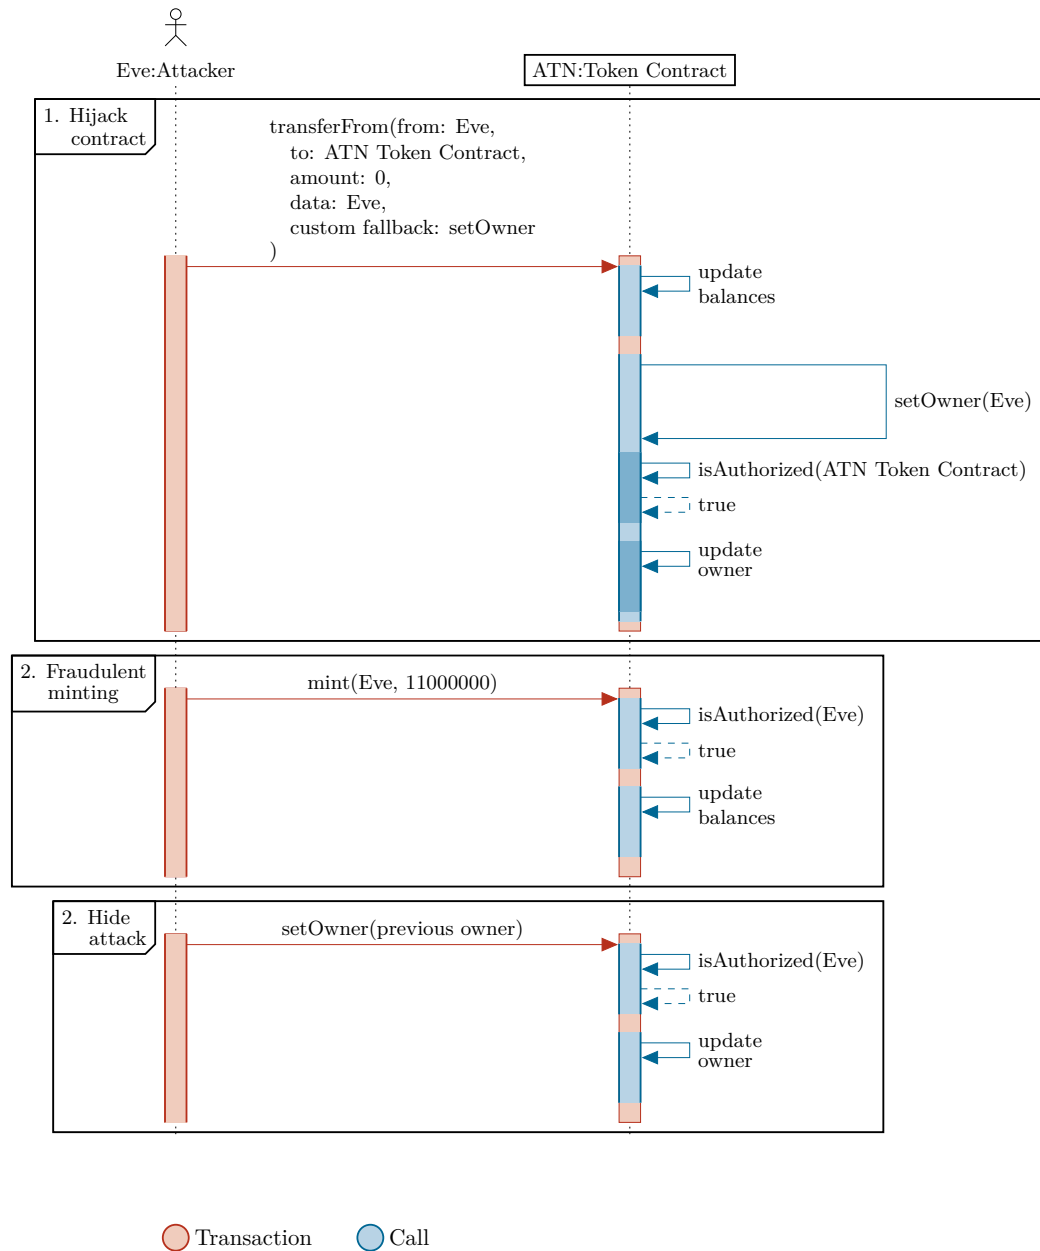 Eve:Attacker
ATN:Token Contract
1. Hijack
contract
transferFrom(from: Eve,
to: ATN Token Contract,
amount: 0,
data: Eve,
custom fallback: setOwner
)
update
balances
setOwner(Eve)
isAuthorized(ATN Token Contract)
true
update
owner
2. Fraudulent
minting
mint(Eve, 11000000)
isAuthorized(Eve)
true
update
balances
2. Hide
attack
setOwner(previous owner)
isAuthorized(Eve)
true
update
owner
Transaction
Call